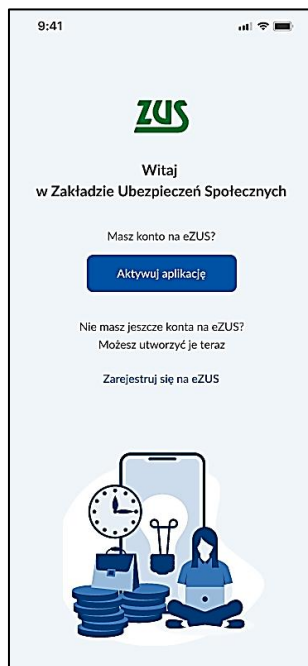 9:41
ZUS
Witaj
w Zakładzie Ubezpieczeń Społecznych
Masz konto na eZUS?
Aktywuj aplikację
Nie masz jeszcze konta na eZUS?
Możesz utworzyć je teraz
Zarejestruj się na eZUS